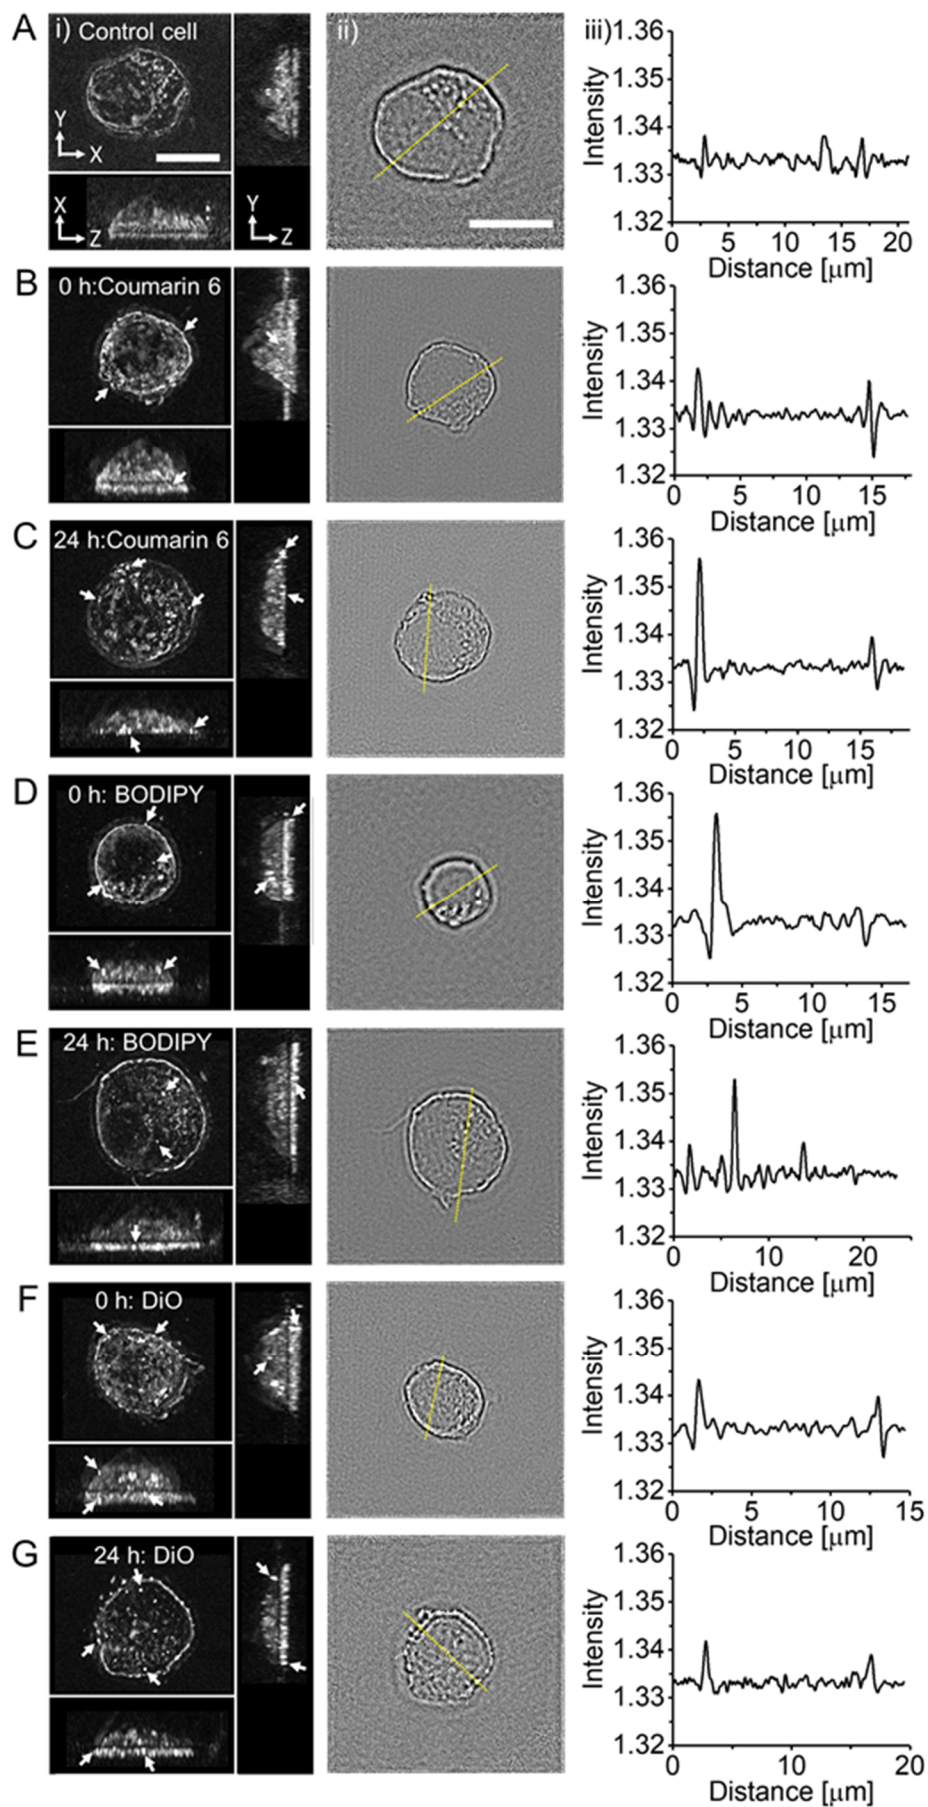 A i) Control cell ii) iii)
Y
X
X
Z
Y
Z
Intensity
1.36
1.35
1.34
1.33
1.32
0 5 10 15 20
Distance [μm]
B 0 h:Coumarin 6
Intensity
1.36
1.35
1.34
1.33
1.32
0 5 10 15
Distance [μm]
C 24 h:Coumarin 6
Intensity
1.36
1.35
1.34
1.33
1.32
0 5 10 15
Distance [μm]
D 0 h: BODIPY
Intensity
1.36
1.35
1.34
1.33
1.32
0 5 10 15
Distance [μm]
E 24 h: BODIPY
Intensity
1.36
1.35
1.34
1.33
1.32
0 10 20
Distance [μm]
F 0 h: DiO
Intensity
1.36
1.35
1.34
1.33
1.32
0 5 10 15
Distance [μm]
G 24 h: DiO
Intensity
1.36
1.35
1.34
1.33
1.32
0 10 20
Distance [μm]